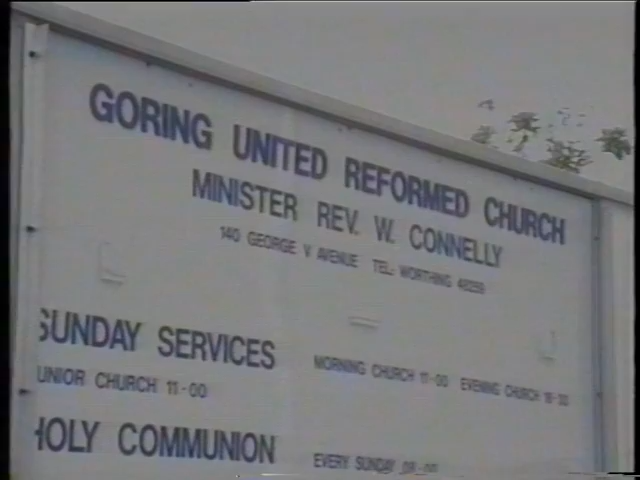 GORING UNITED REFORMED CHURCH
MINISTER REV. W. CONNELLY
140 GEORGE V AVENUE TEL: WORTHING
SUNDAY SERVICES
UNIOR CHURCH 11-00
MORNING CHURCH 11-00 EVENING CHURCH
HOLY COMMUNION
EVERY SUNDAY